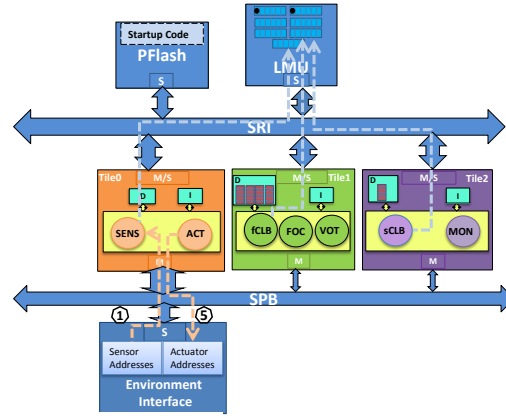 Startup Code
PFlash
S
LMU
S
SRI
Tile0
M/S
D
I
SENS
ACT
M
D
M/S
Tile1
I
fCLB
FOC
VOT
M
D
M/S
Tile2
I
sCLB
MON
M
SPB
1
5
S
Sensor
Addresses
Actuator
Addresses
Environment
Interface